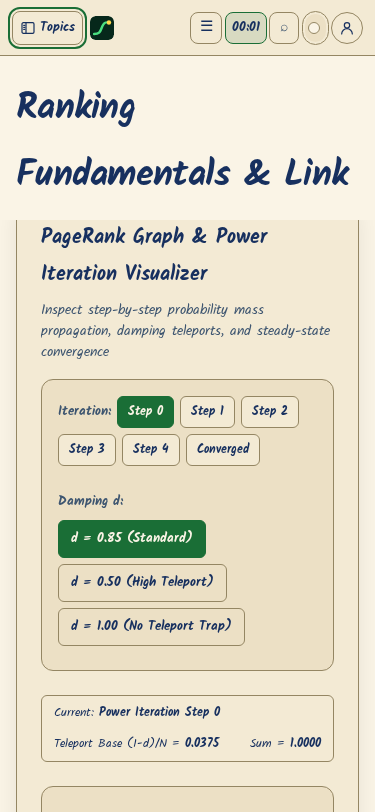 Topics
☰
00:01
⌕
Ranking
Fundamentals & Link
PageRank Graph & Power
Iteration Visualizer
Inspect step-by-step probability mass
propagation, damping teleports, and steady-state
convergence
Iteration: Step 0 Step 1 Step 2
Step 3 Step 4 Converged
Damping d:
d = 0.85 (Standard)
d = 0.50 (High Teleport)
d = 1.00 (No Teleport Trap)
Current: Power Iteration Step 0
Teleport Base (1-d)/N = 0.0375 Sum = 1.0000